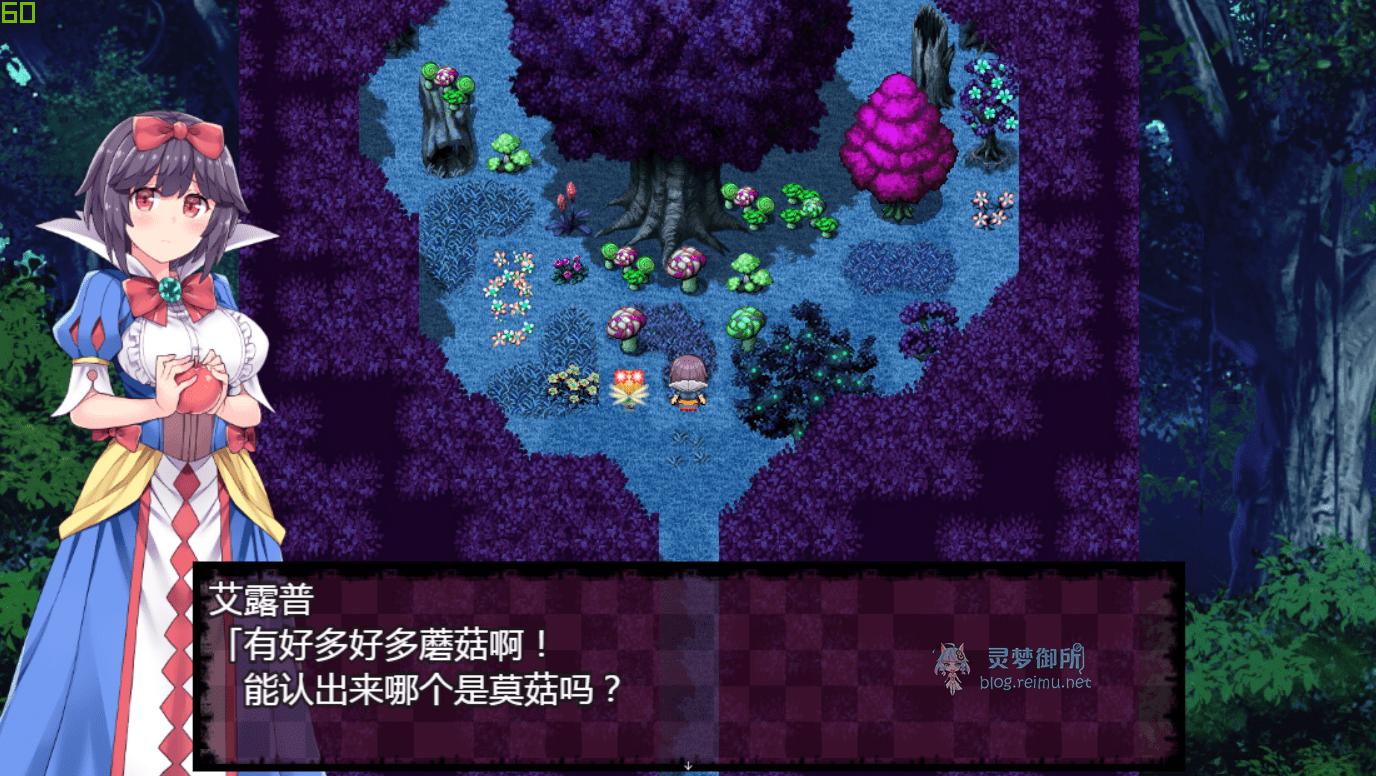 60
艾露普
「有好多好多蘑菇啊！
能认出来哪个是莫菇吗？
灵梦御所
blog.reimu.net